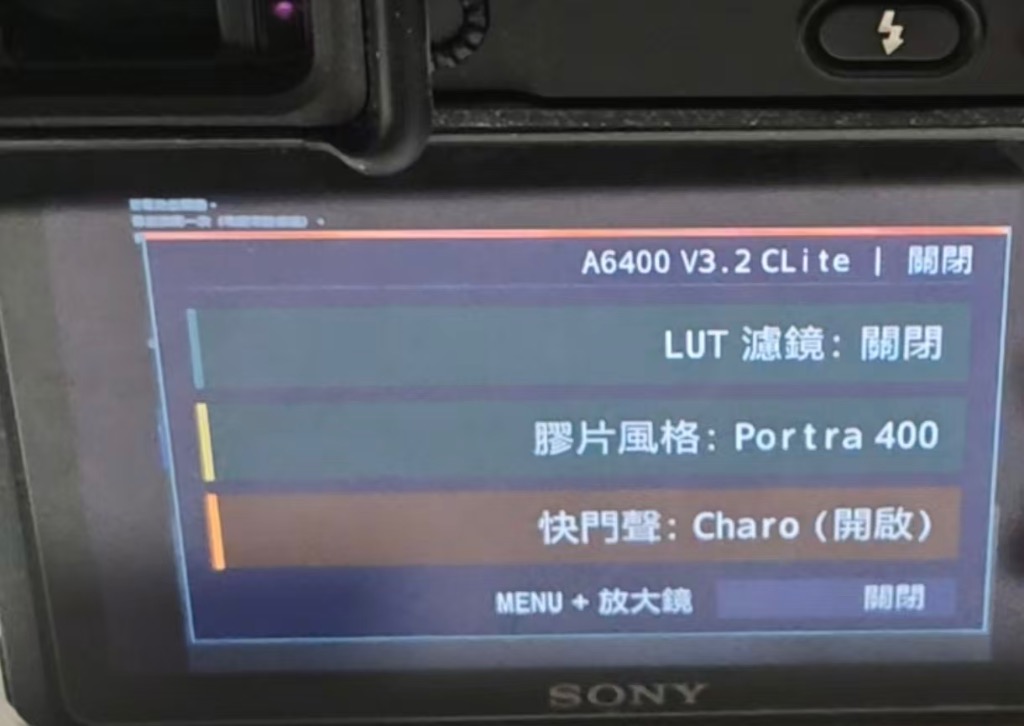 A6400 V3.2 CLite | 關閉
LUT 濾鏡: 關閉
膠片風格: Portra 400
快門聲: Charo (開啟)
MENU + 放大鏡 關閉
SONY